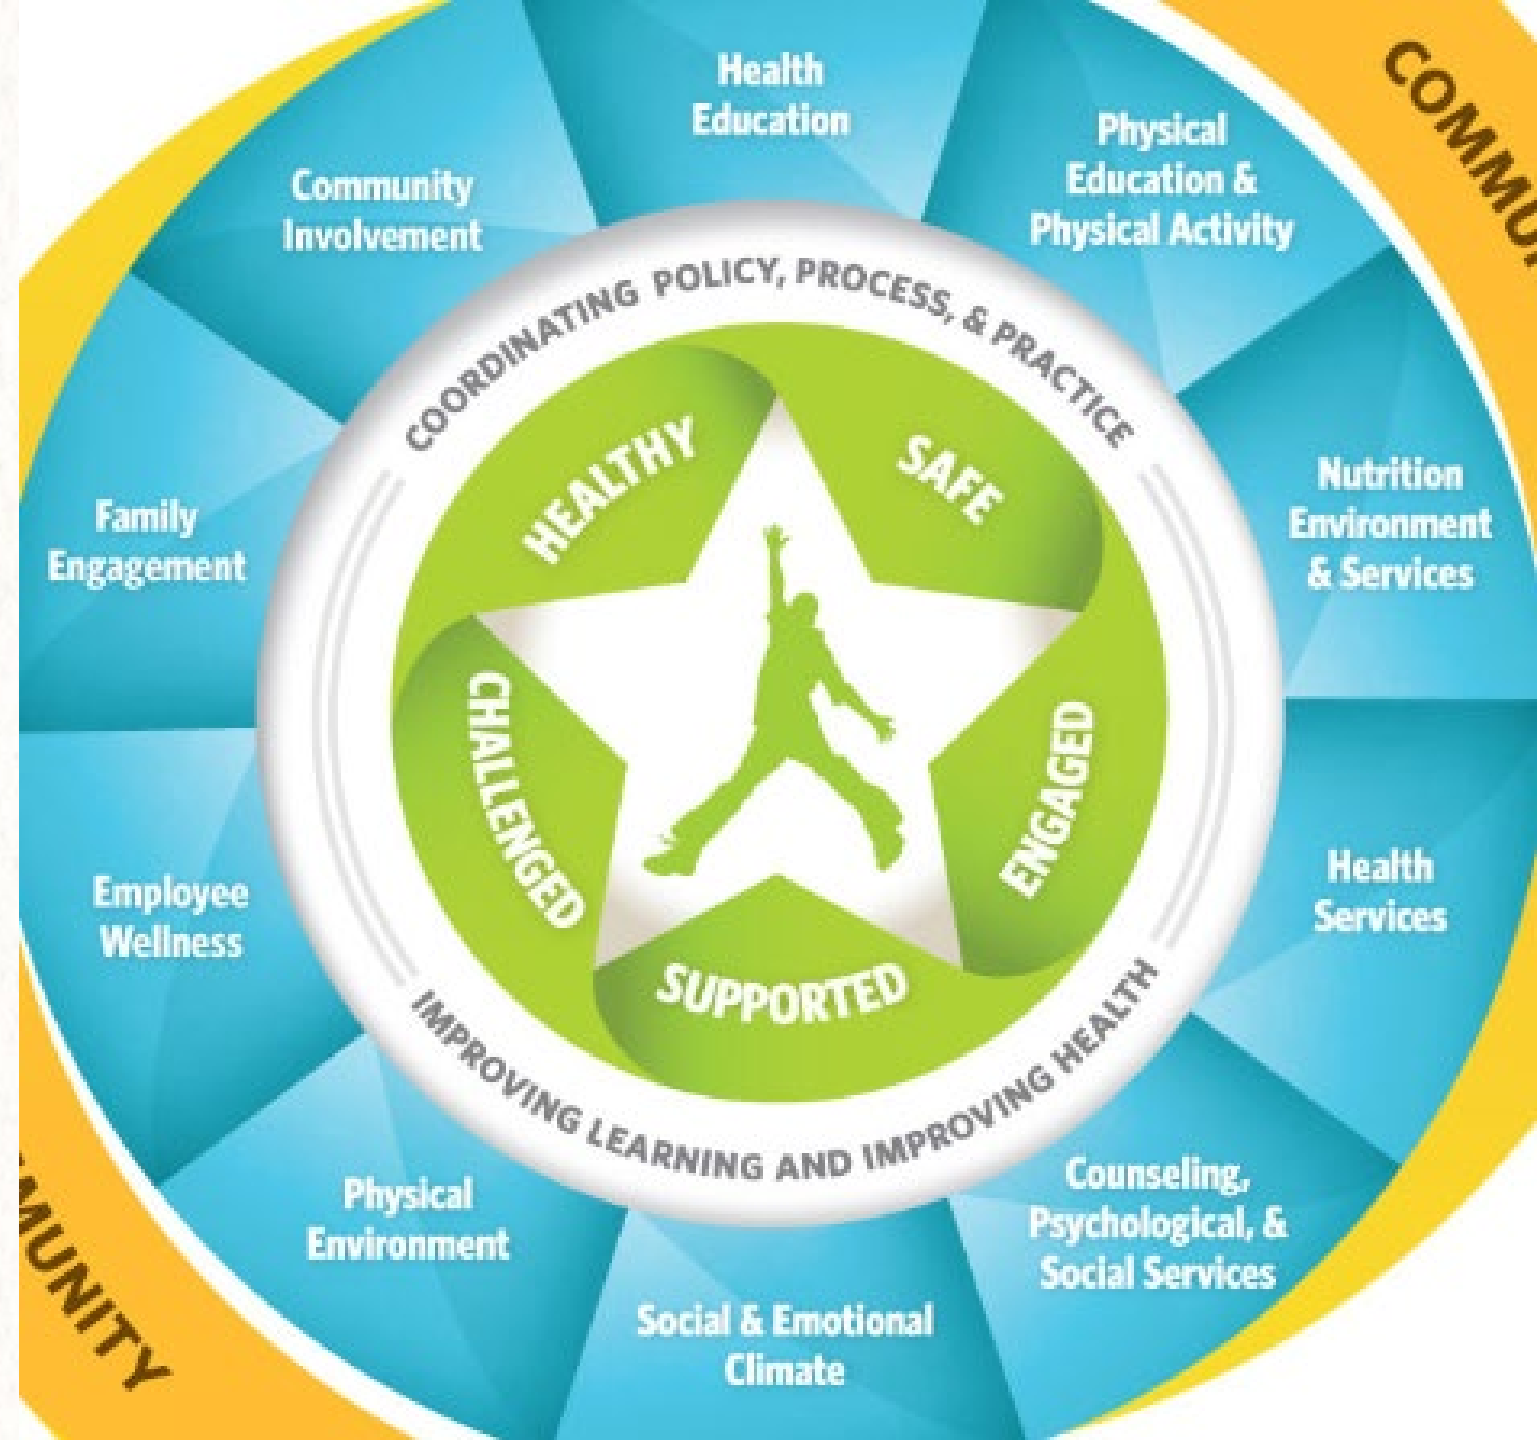 Health
Education
Physical
Education &
Physical Activity
Nutrition
Environment
& Services
Health
Services
Counseling,
Psychological, &
Social Services
Social & Emotional
Climate
Physical
Environment
Employee
Wellness
Family
Engagement
Community
Involvement
COORDINATING POLICY, PROCESS, & PRACTICE
IMPROVING LEARNING AND IMPROVING HEALTH
HEALTHY
SAFE
ENGAGED
SUPPORTED
CHALLENGED
COMMU
MUNITY